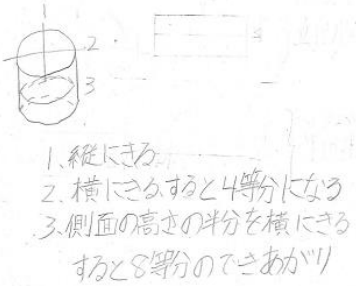 1
2
3
1、縦にきる
2、横にきる、すると4等分になる
3、側面の高さの半分を横にきる
すると8等分のできあがり